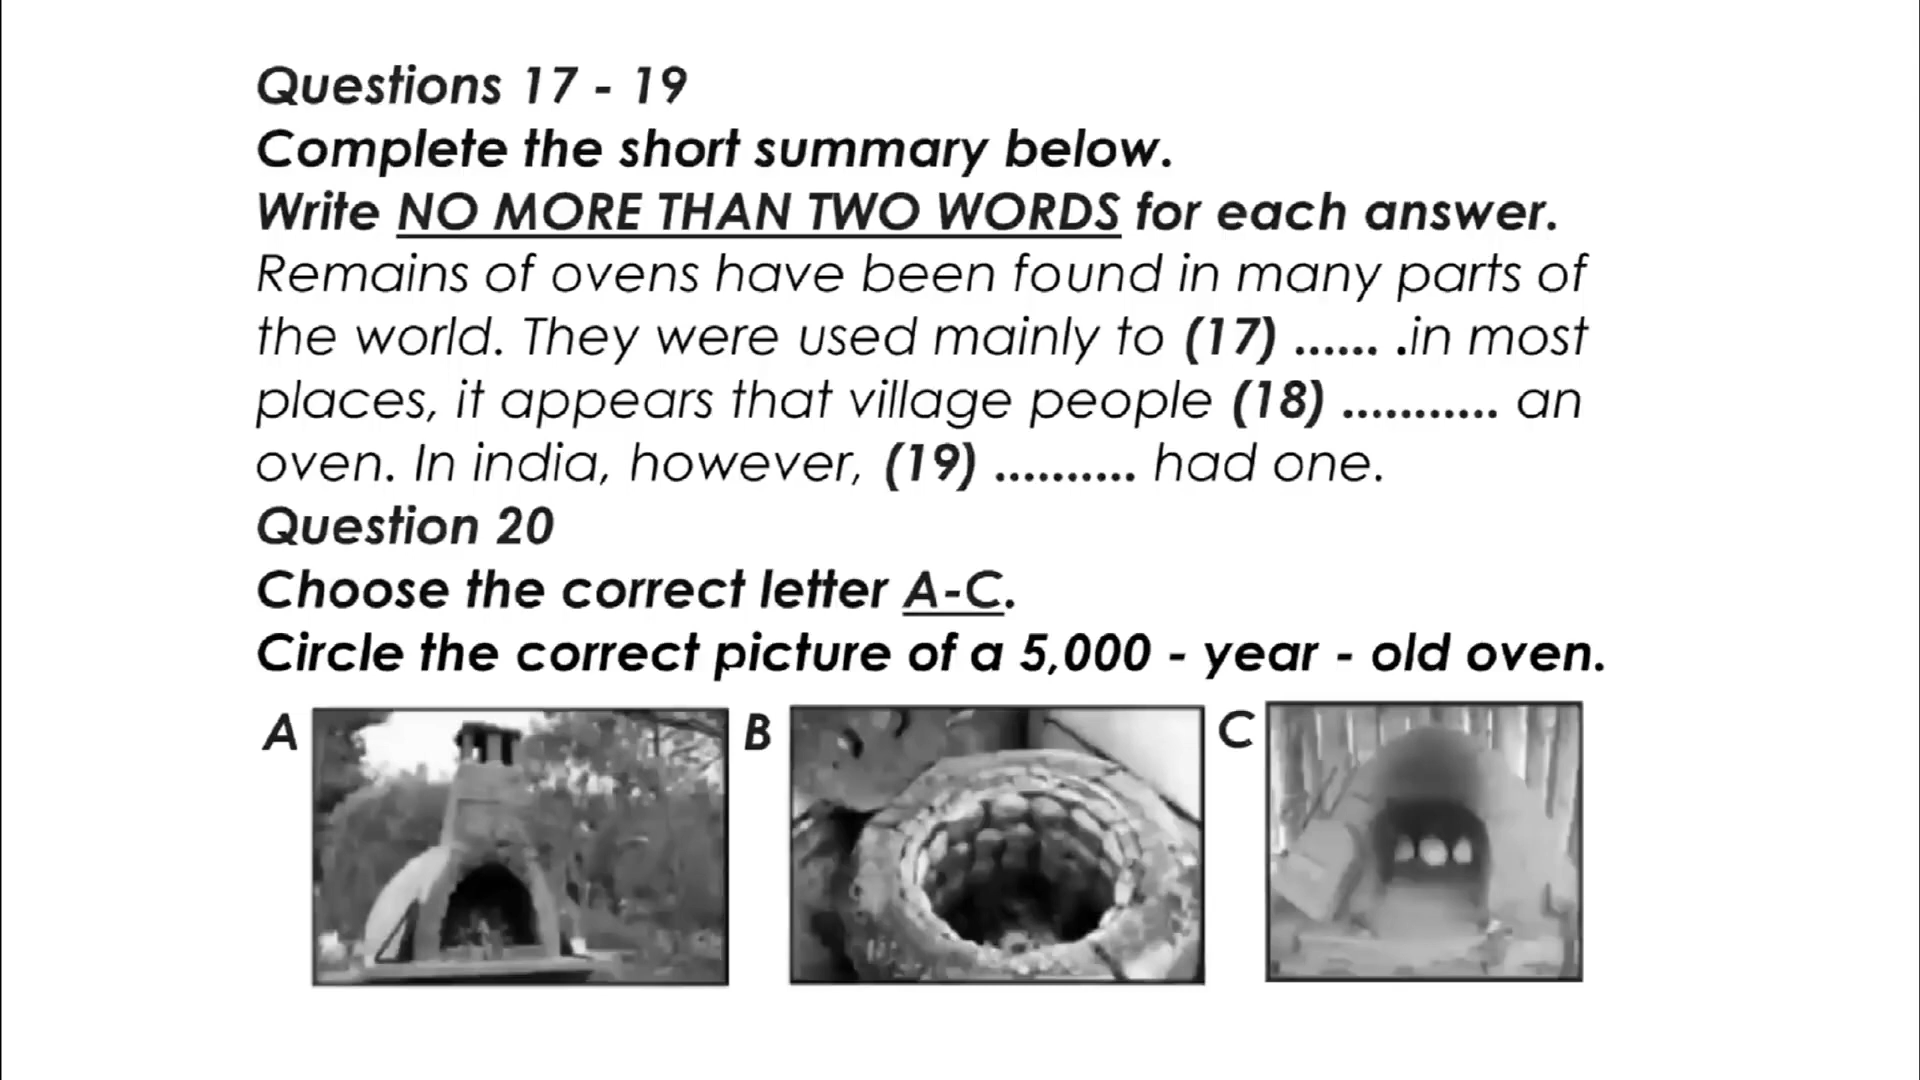 Questions 17 - 19
Complete the short summary below.
Write NO MORE THAN TWO WORDS for each answer.
Remains of ovens have been found in many parts of
the world. They were used mainly to (17) ...... .in most
places, it appears that village people (18) ........... an
oven. In india, however, (19) .......... had one.
Question 20
Choose the correct letter A-C.
Circle the correct picture of a 5,000 - year - old oven.
A B C